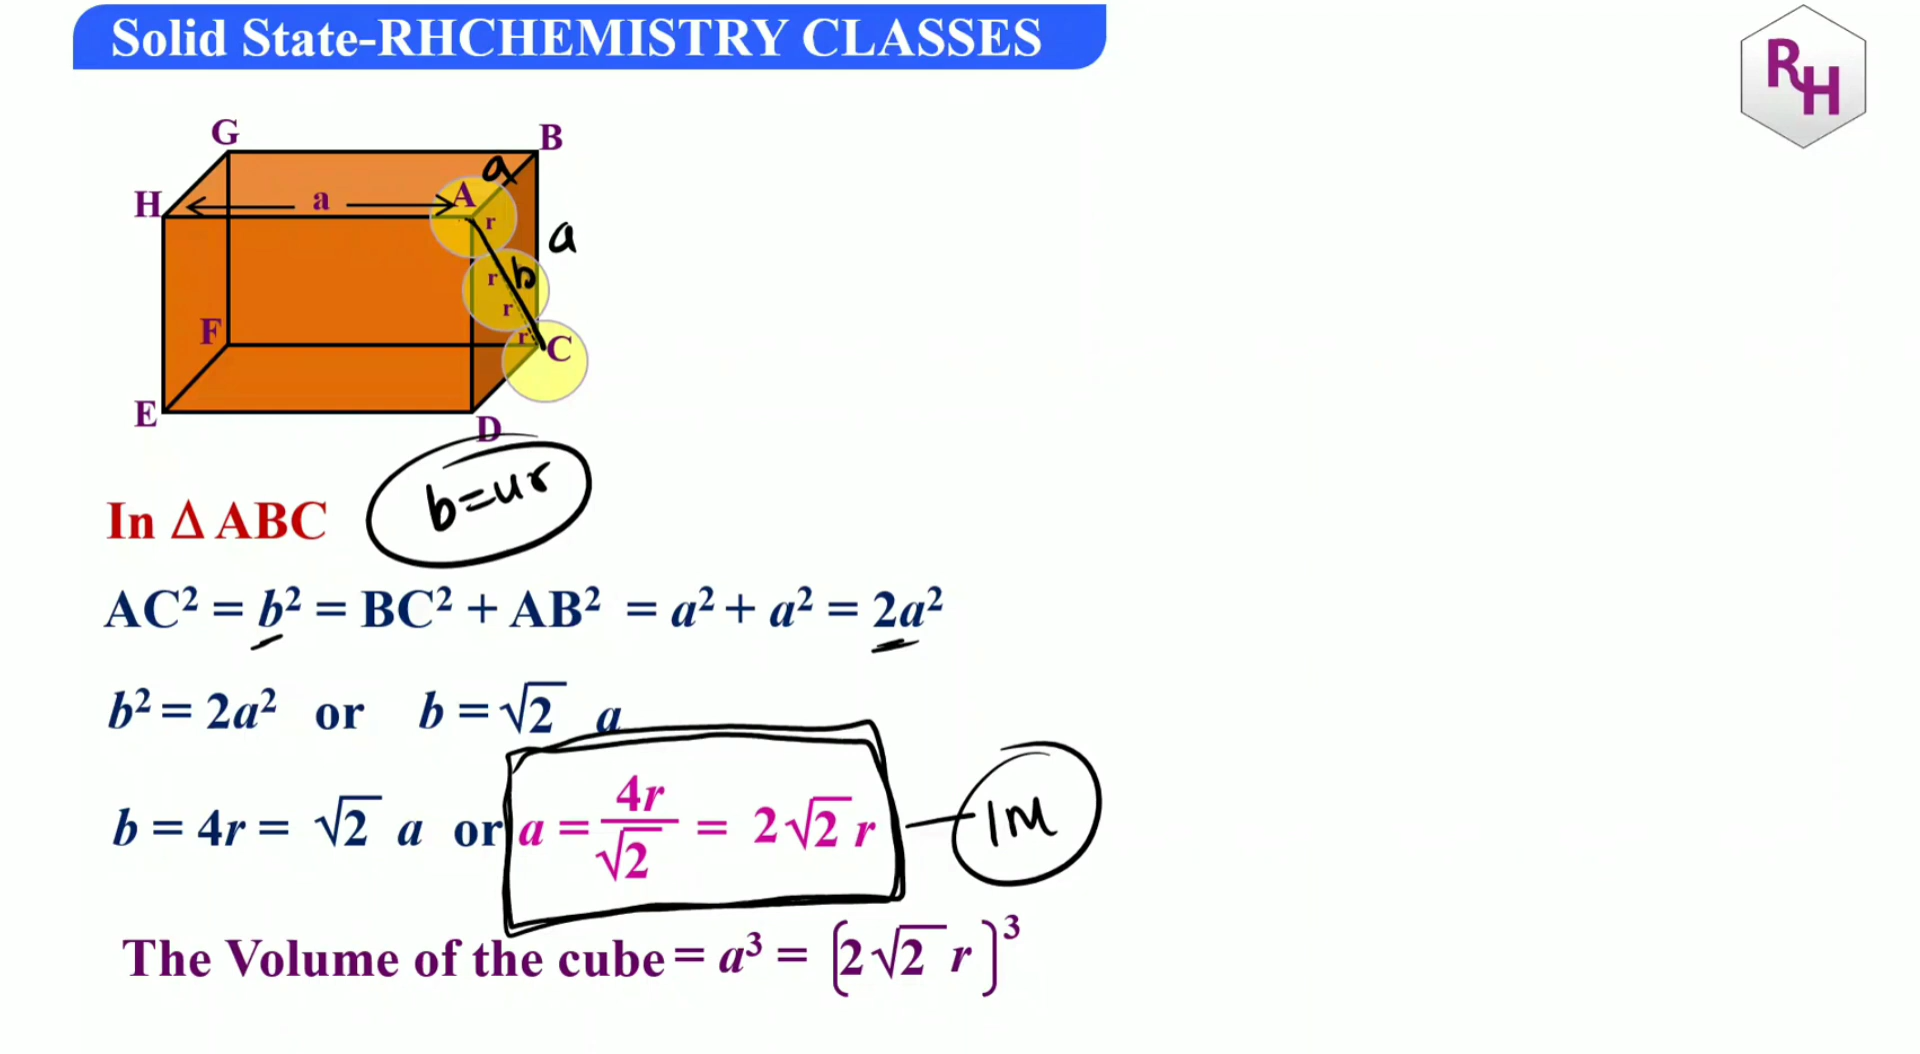 Solid State-RHCHEMISTRY CLASSES
RH
G B
a
H a A
r
a
r b
r
F r C
E
D
b=4r
In Δ ABC
AC² = b² = BC² + AB² = a² + a² = 2a²
b² = 2a² or b = √2 a
b = 4r = √2 a or a = 4r/√2 = 2√2 r
1M
The Volume of the cube = a³ = [2√2 r]³